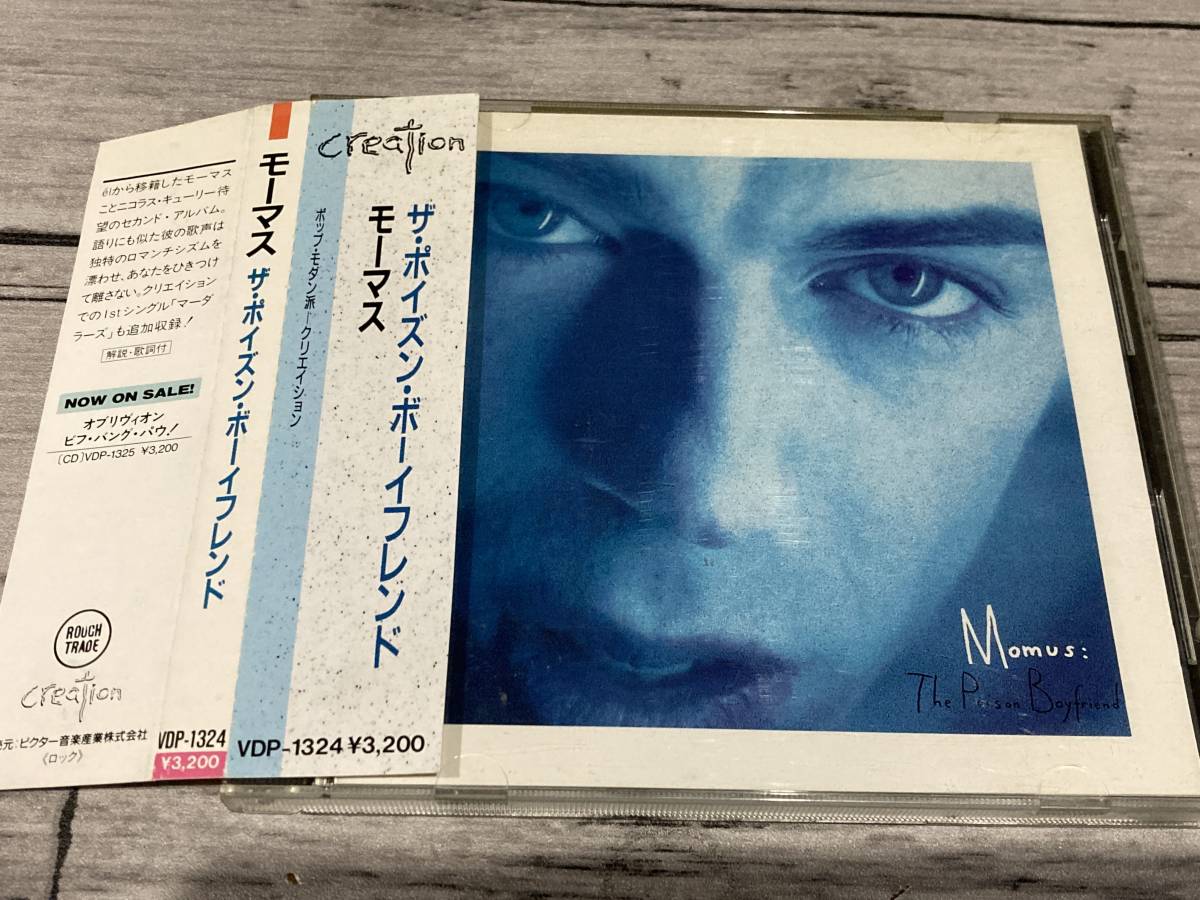 élから移籍したモーマス
ことニコラス・キューリー待
望のセカンド・アルバム。
語りにも似た彼の歌声は
独特のロマンチシズムを
漂わせ、あなたをひきつけ
て離さない。クリエイション
での1stシングル「マーダ
ラーズ」も追加収録!
解説・歌詞付
NOW ON SALE!
オブリヴィオン
ビフ・バング・パウ!
〔CD〕VDP-1325 ¥3,200
ROUGH
TRADE
creation
元:ビクター音楽産業株式会社
《ロック》
モーマス ザ・ポイズン・ボーイフレンド
VDP-1324
¥3,200
creation
ポップ・モダン派―クリエイション
ザ・ポイズン・ボーイフレンド
モーマス
VDP-1324 ¥3,200
Momus:
The Poison Boyfriend